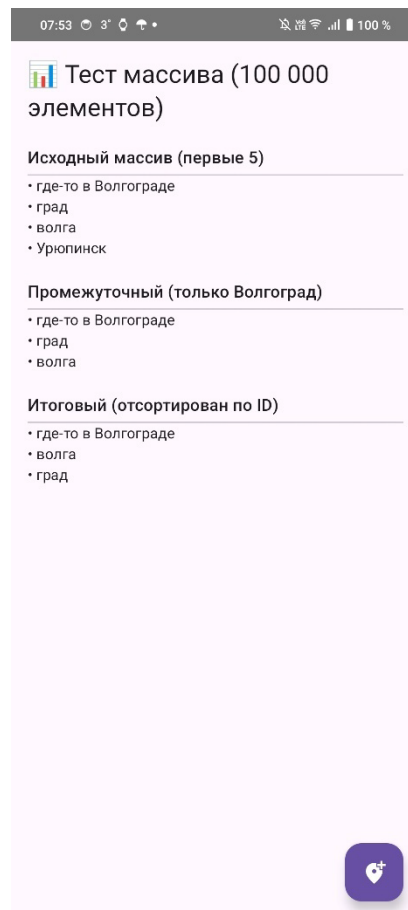 07:53 3° 100 %
📊 Тест массива (100 000
элементов)
Исходный массив (первые 5)
• где-то в Волгограде
• град
• волга
• Урюпинск
Промежуточный (только Волгоград)
• где-то в Волгограде
• град
• волга
Итоговый (отсортирован по ID)
• где-то в Волгограде
• волга
• град